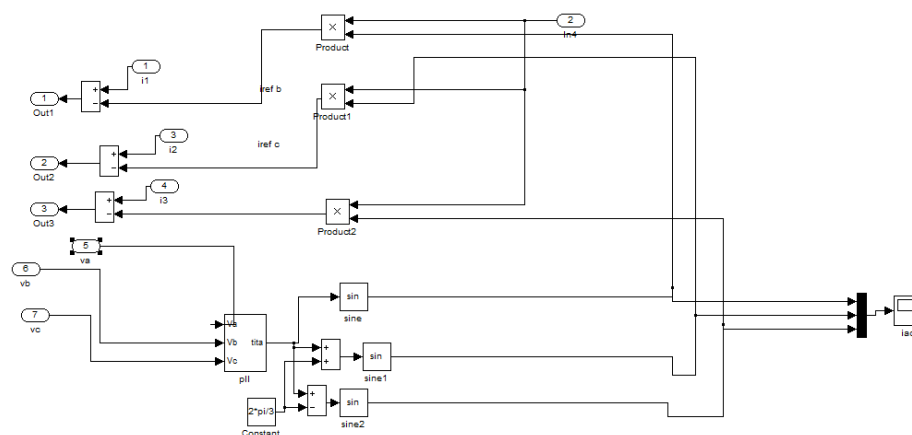 2
In4
×
Product
1
i1
+
−
1
Out1
iref b
×
Product1
3
i2
+
−
2
Out2
iref c
4
i3
+
−
3
Out3
×
Product2
5
va
6
vb
7
vc
Va
Vb
Vc
tita
pll
sin
sine
+
+
sin
sine1
+
−
sin
sine2
2*pi/3
Constant